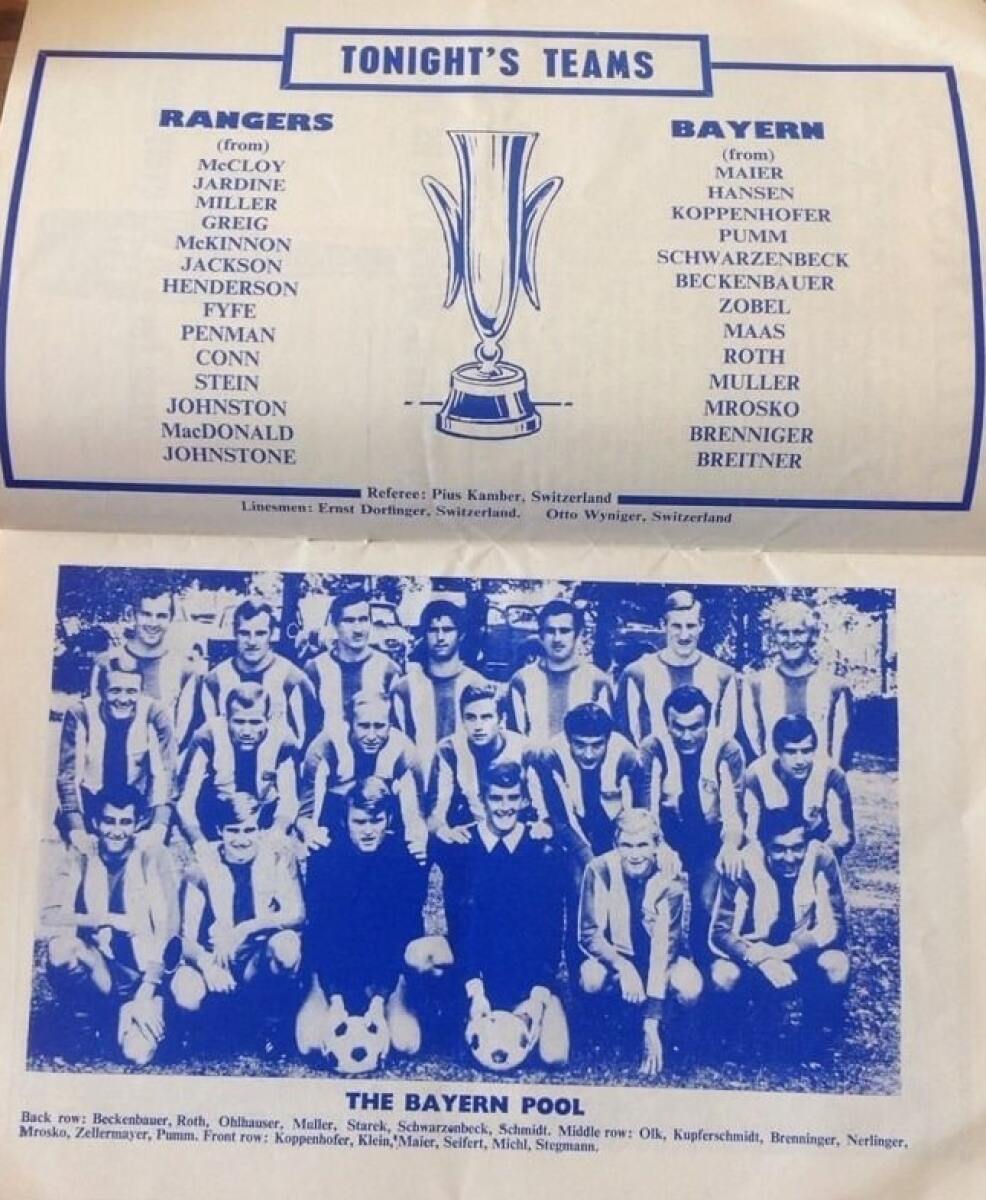 TONIGHT'S TEAMS
RANGERS
(from)
McCLOY
JARDINE
MILLER
GREIG
McKINNON
JACKSON
HENDERSON
FYFE
PENMAN
CONN
STEIN
JOHNSTON
MacDONALD
JOHNSTONE
BAYERN
(from)
MAIER
HANSEN
KOPPENHOFER
PUMM
SCHWARZENBECK
BECKENBAUER
ZOBEL
MAAS
ROTH
MULLER
MROSKO
BRENNIGER
BREITNER
Referee: Pius Kamber, Switzerland
Linesmen: Ernst Dorfinger, Switzerland. Otto Wyniger, Switzerland
THE BAYERN POOL
Back row: Beckenbauer, Roth, Ohlhauser, Muller, Starek, Schwarzenbeck, Schmidt. Middle row: Olk, Kupferschmidt, Brenninger, Nerlinger,
Mrosko, Zellermayer, Pumm. Front row: Koppenhofer, Klein, Maier, Seifert, Michl, Stegmann.